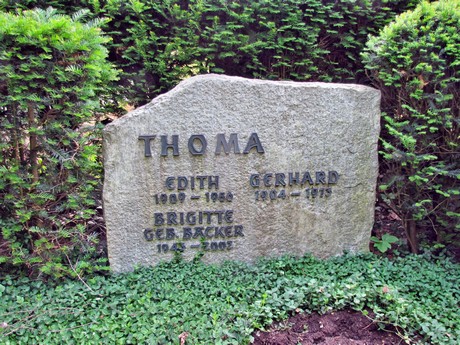 THOMA
EDITH GERHARD
BRIGITTE
GEB. BÄCKER